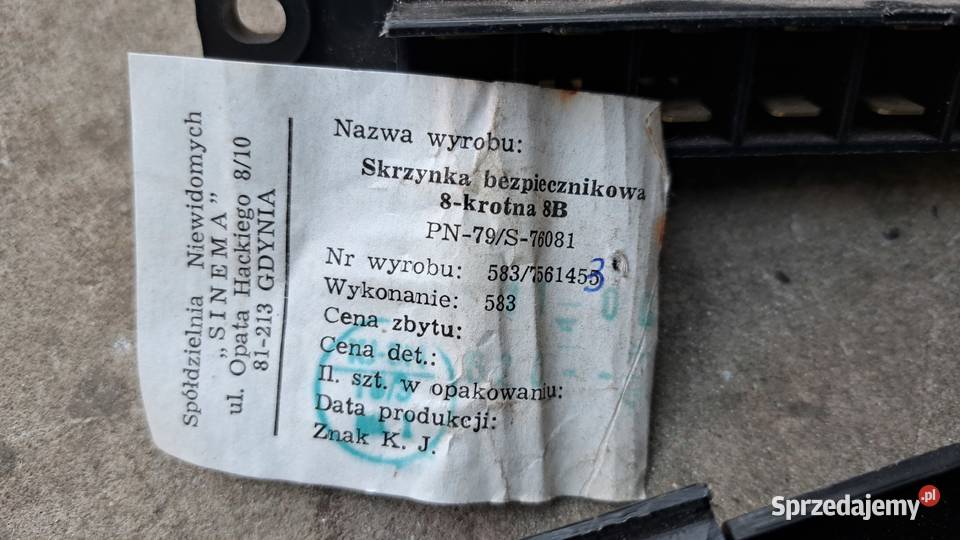 Spółdzielnia Niewidomych
„SINEMA"
ul. Opata Hackiego 8/10
81-213 GDYNIA
Nazwa wyrobu:
Skrzynka bezpiecznikowa
8-krotna 8B
PN-79/S-76081
Nr wyrobu: 583/7561453
Wykonanie: 583
Cena zbytu:
Cena det.:
Il. szt. w opakowaniu:
Data produkcji:
Znak K. J.
Sprzedajemy.pl